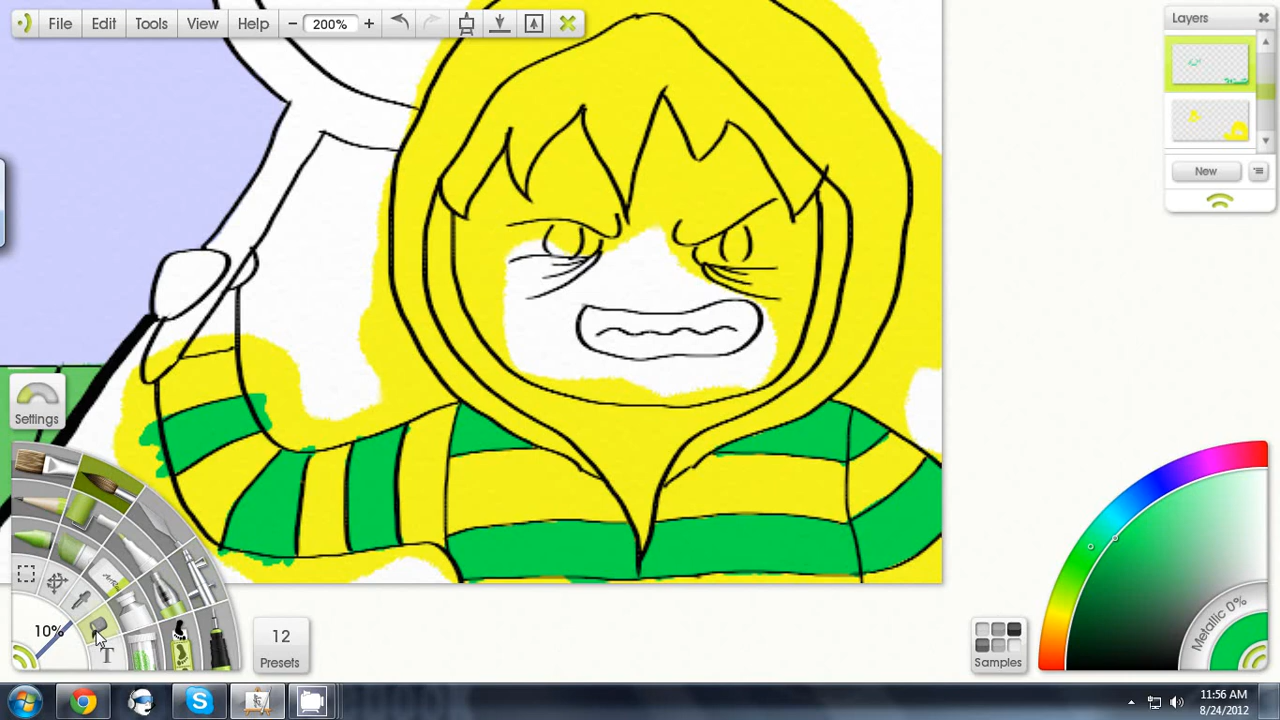 File Edit Tools View Help 200%
Layers
New
Settings
10%
T
12
Presets
Samples
Metallic 0%
11:56 AM
8/24/2012